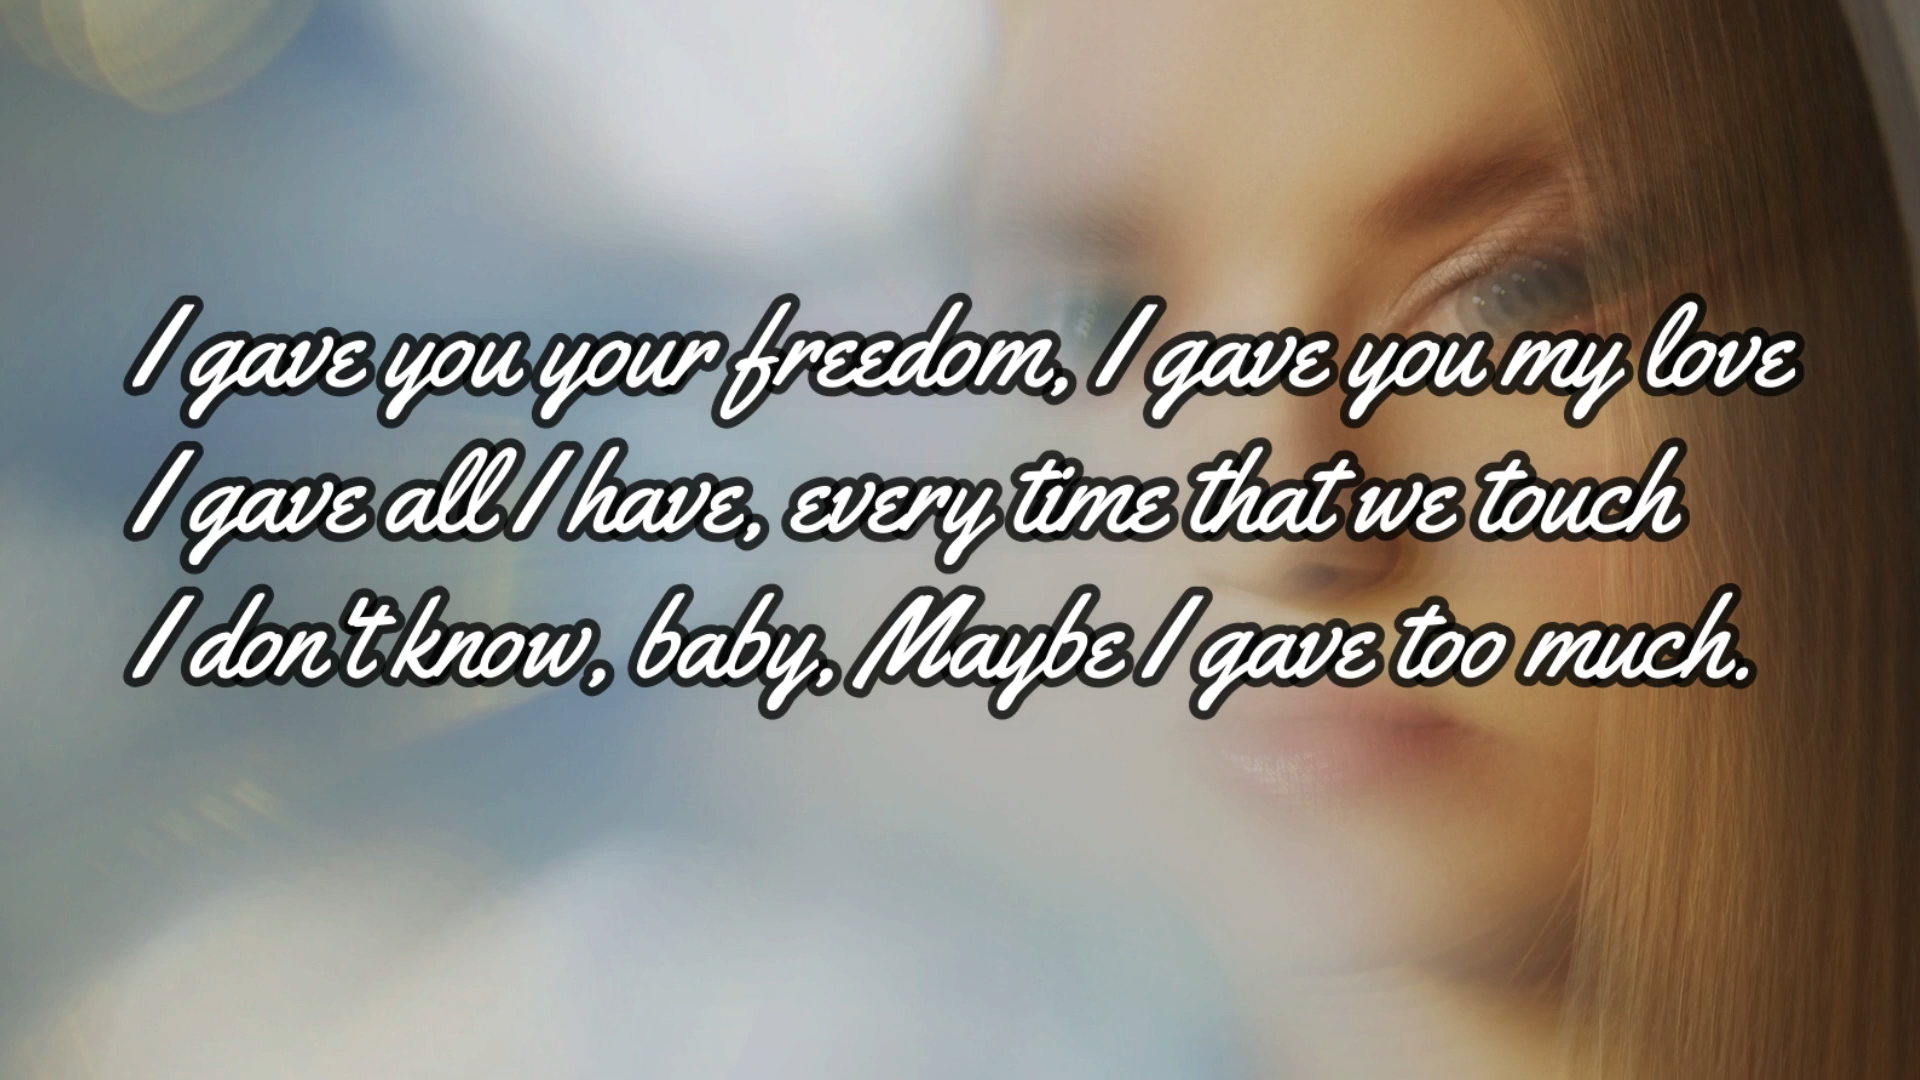 I gave you your freedom, I gave you my love
I gave all I have, every time that we touch
I don't know, baby, Maybe I gave too much.